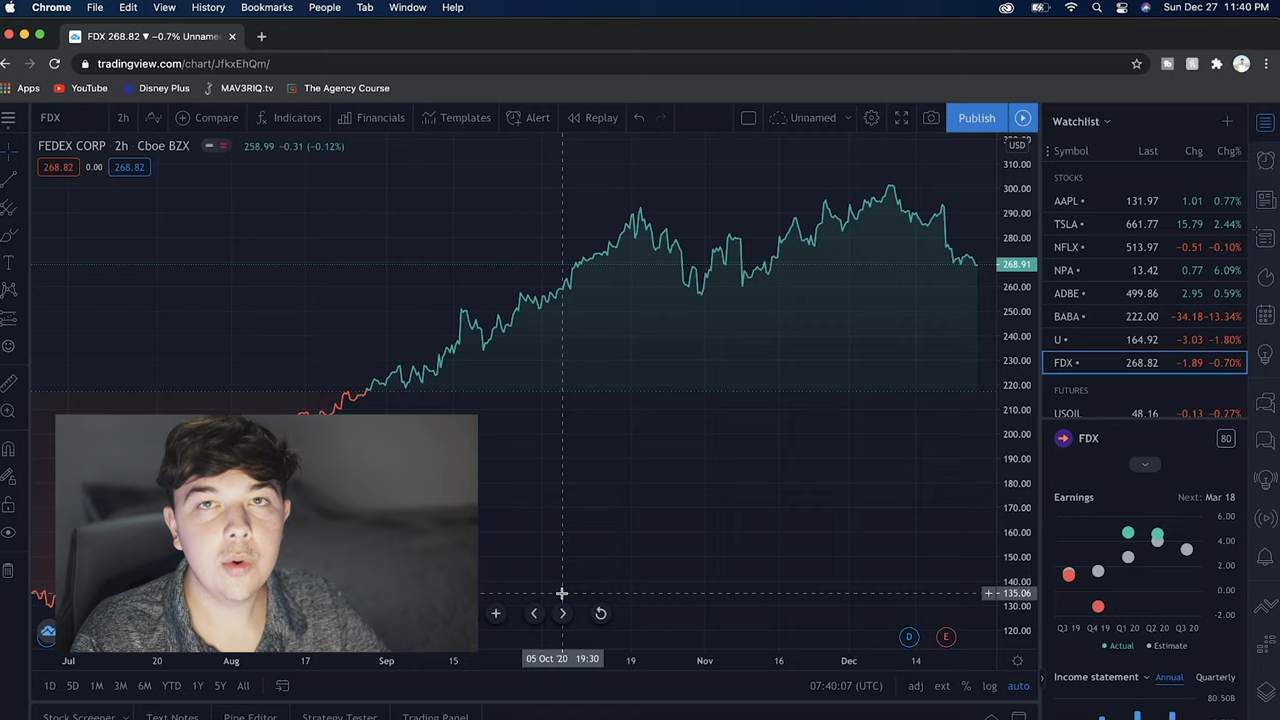 Chrome File Edit View History Bookmarks People Tab Window Help Sun Dec 27 11:40 PM
FDX 268.82 ▼ −0.7% Unname
tradingview.com/chart/JfkxEhQm/
Apps YouTube Disney Plus MAV3RIQ.tv The Agency Course
FDX 2h Compare Indicators Financials Templates Alert Replay Unnamed Publish
FEDEX CORP · 2h · Cboe BZX 258.99 −0.31 (−0.12%)
268.82 0.00 268.82
USD
310.00
300.00
290.00
280.00
268.91
260.00
250.00
240.00
230.00
220.00
210.00
200.00
190.00
180.00
170.00
160.00
150.00
140.00
135.06
130.00
120.00
D E
Jul 20 Aug 17 Sep 15 05 Oct '20 19:30 19 Nov 16 Dec 14
1D 5D 1M 3M 6M YTD 1Y 5Y All 07:40:07 (UTC) adj ext % log auto
Stock Screener Text Notes Pine Editor Strategy Tester Trading Panel
Watchlist
Symbol Last Chg Chg%
STOCKS
AAPL 131.97 1.01 0.77%
TSLA 661.77 15.79 2.44%
NFLX 513.97 −0.51 −0.10%
NPA 13.42 0.77 6.09%
ADBE 499.86 2.95 0.59%
BABA 222.00 −34.18 −13.34%
U 164.92 −3.03 −1.80%
FDX 268.82 −1.89 −0.70%
FUTURES
USOIL 48.16 −0.13 −0.27%
FDX 80
Earnings Next: Mar 18
6.00
4.00
2.00
0.00
-2.00
Q3 19 Q4 19 Q1 20 Q2 20 Q3 20
Actual Estimate
Income statement Annual Quarterly
80.50B